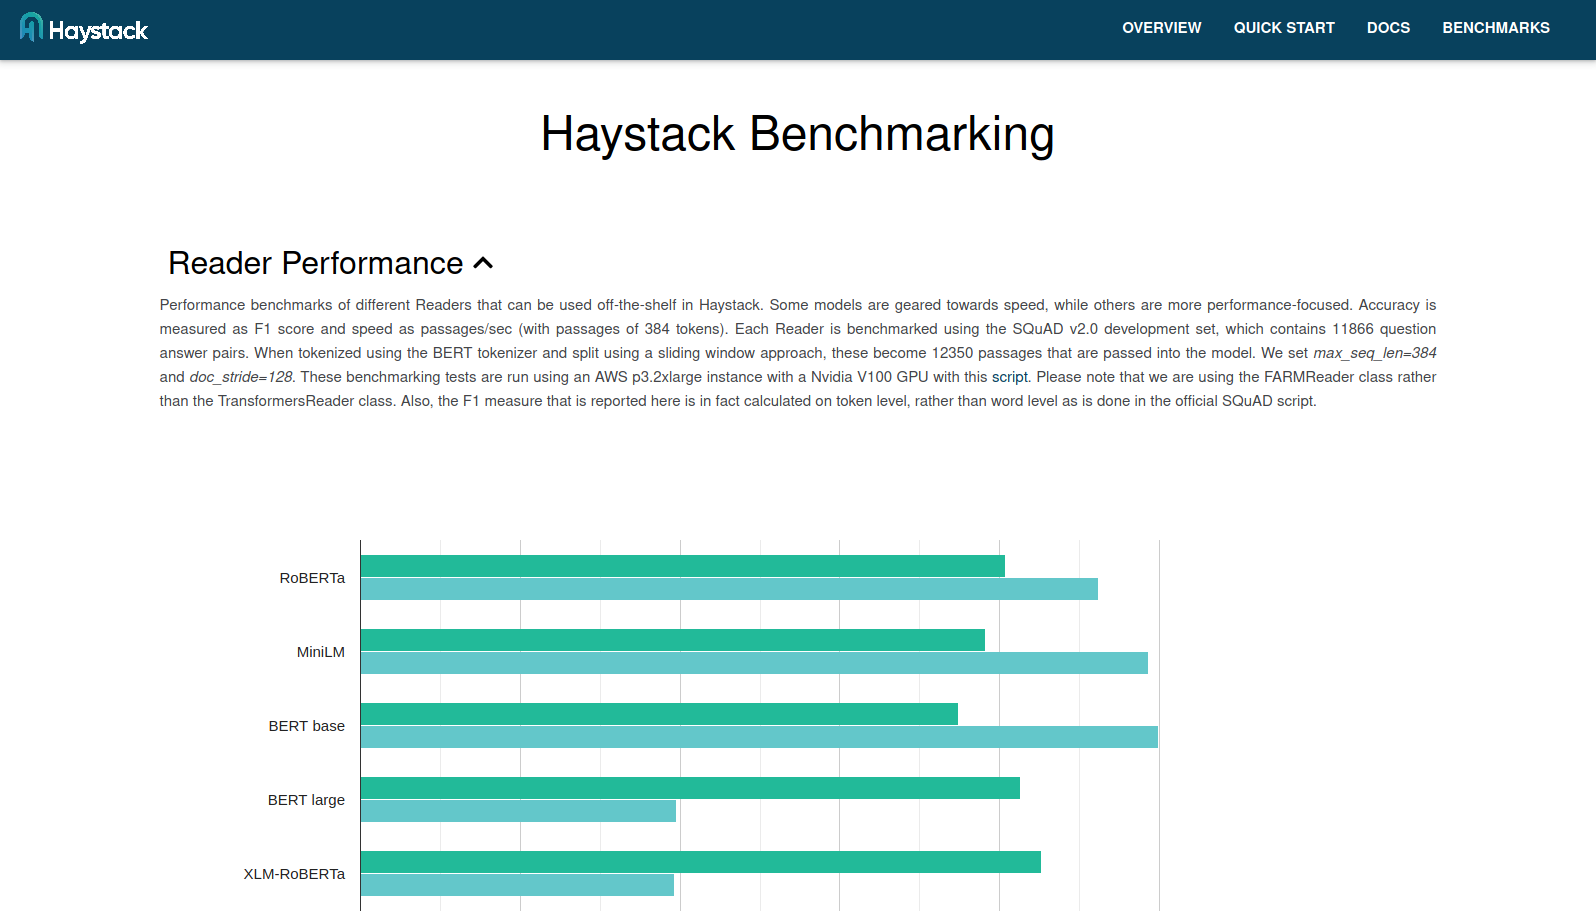 Haystack
OVERVIEW QUICK START DOCS BENCHMARKS
Haystack Benchmarking
Reader Performance
Performance benchmarks of different Readers that can be used off-the-shelf in Haystack. Some models are geared towards speed, while others are more performance-focused. Accuracy is
measured as F1 score and speed as passages/sec (with passages of 384 tokens). Each Reader is benchmarked using the SQuAD v2.0 development set, which contains 11866 question
answer pairs. When tokenized using the BERT tokenizer and split using a sliding window approach, these become 12350 passages that are passed into the model. We set max_seq_len=384
and doc_stride=128. These benchmarking tests are run using an AWS p3.2xlarge instance with a Nvidia V100 GPU with this script. Please note that we are using the FARMReader class rather
than the TransformersReader class. Also, the F1 measure that is reported here is in fact calculated on token level, rather than word level as is done in the official SQuAD script.
RoBERTa
MiniLM
BERT base
BERT large
XLM-RoBERTa